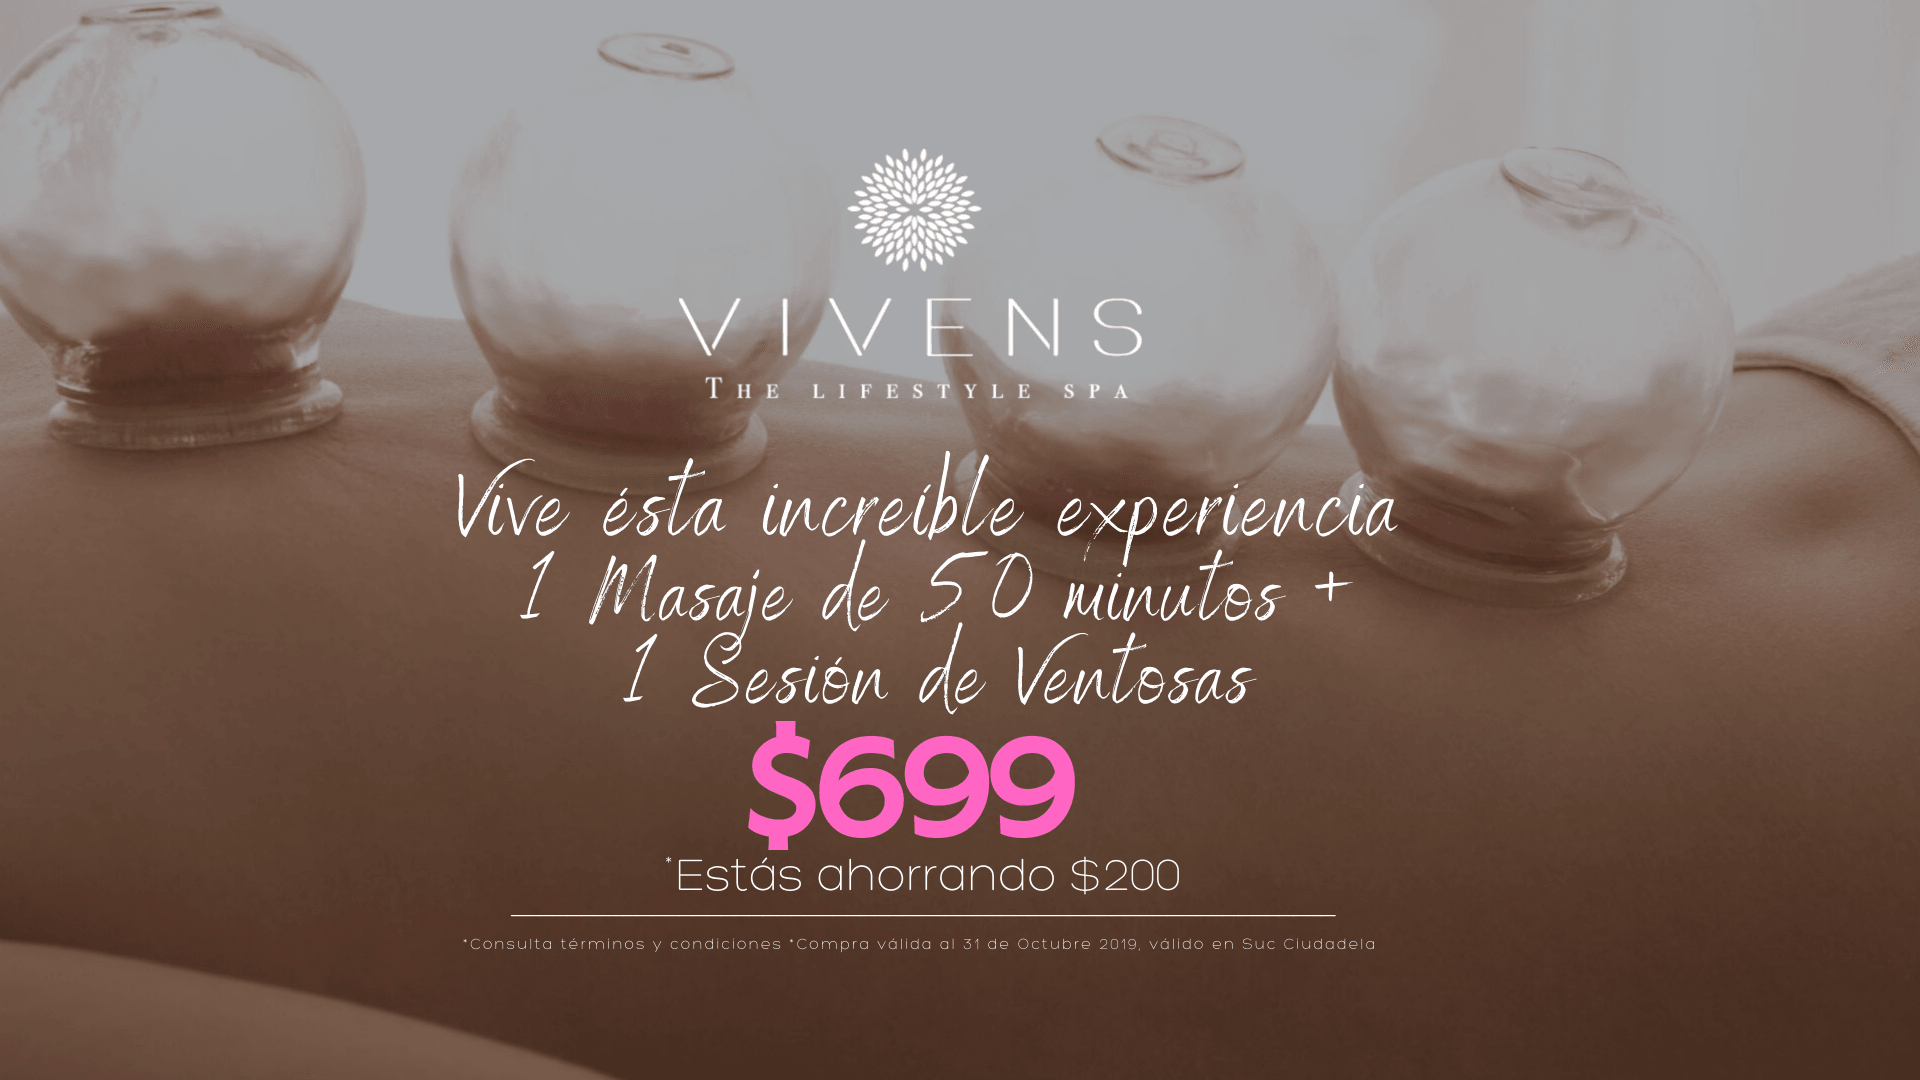 VIVENS
THE LIFESTYLE SPA
Vive ésta increíble experiencia
1 Masaje de 50 minutos +
1 Sesión de Ventosas
$699
*Estás ahorrando $200
*Consulta términos y condiciones *Compra válida al 31 de Octubre 2019, válido en Suc Ciudadela